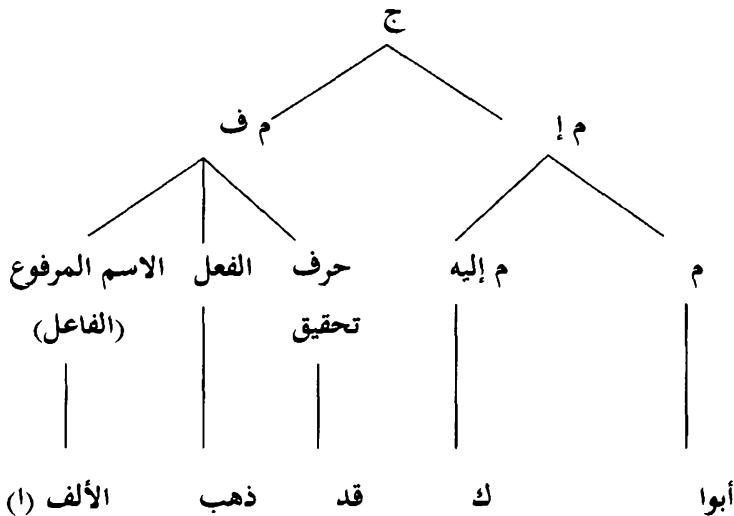 ج
م إ م ف
م م إليه حرف الفعل الاسم المرفوع
تحقيق (الفاعل)
أبوا ك قد ذهب الألف (ا)